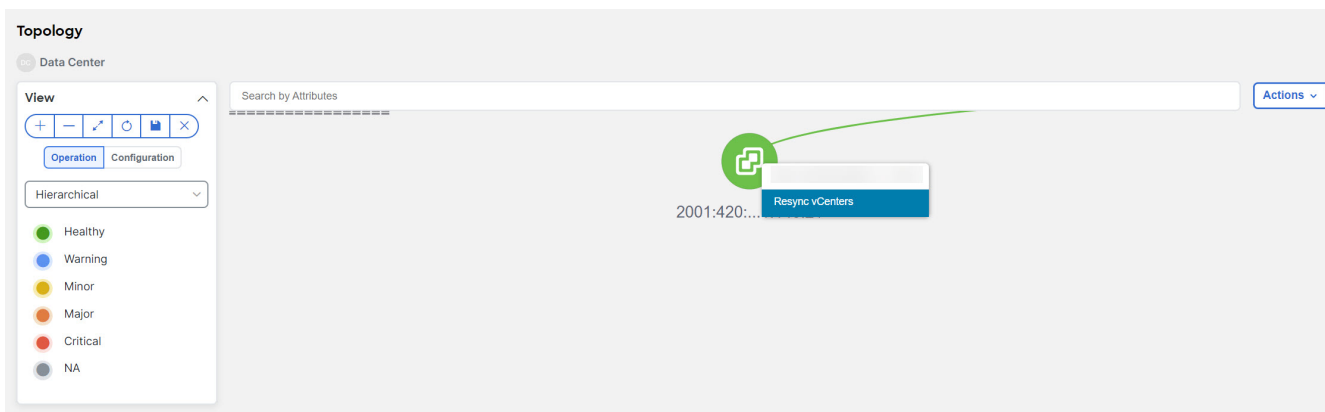 Topology
DC Data Center
View
Search by Attributes
Actions
Operation Configuration
Hierarchical
Healthy
Warning
Minor
Major
Critical
NA
Resync vCenters
2001:420:...